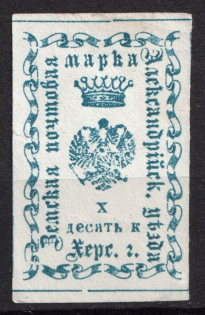 Земская почтовая
марка
Александрійск. уѣзда
X
десять к
Херс. г.